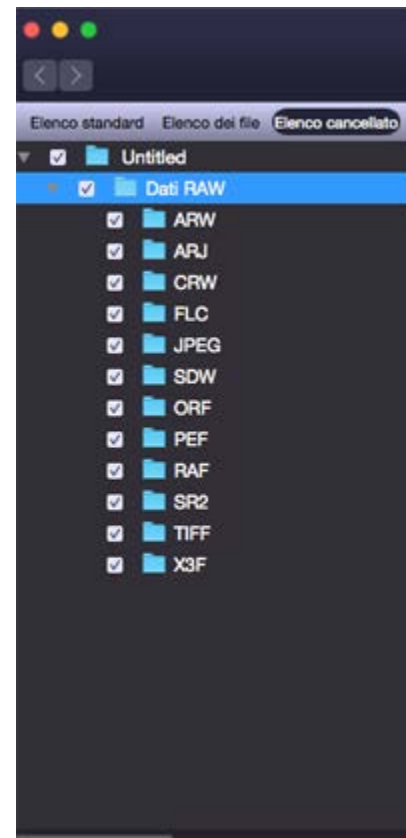 Elenco standard Elenco dei file Elenco cancellato
Untitled
Dati RAW
ARW
ARJ
CRW
FLC
JPEG
SDW
ORF
PEF
RAF
SR2
TIFF
X3F